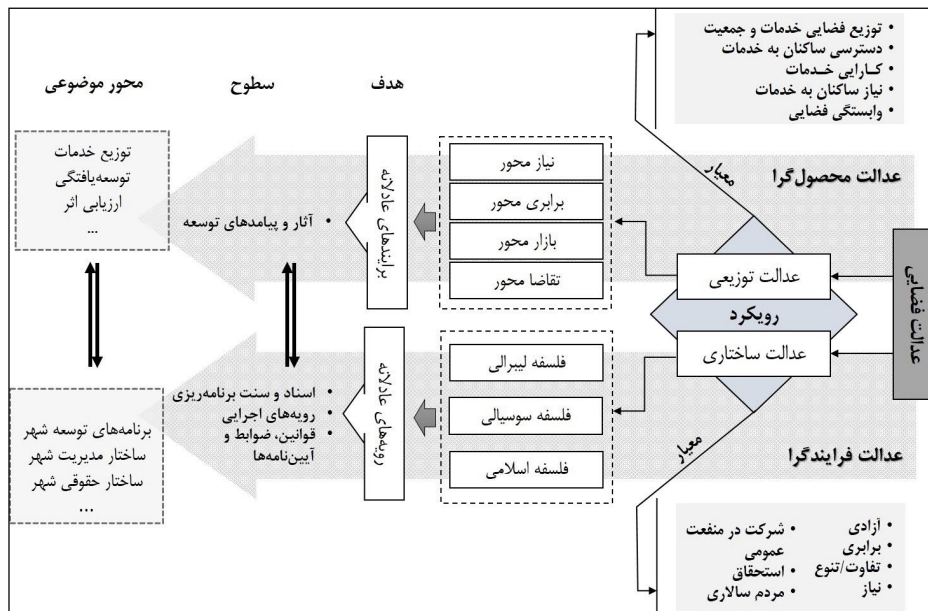 توزیع فضایی خدمات و جمعیت •
دسترسی ساکنان به خدمات •
کـارایی خـدمات •
نیاز ساکنان به خدمات •
وابستگی فضایی •
هدف
سطوح
محور موضوعی
عدالت فضایی
عدالت محصول‌گرا
معیار
عدالت توزیعی
رویکرد
عدالت ساختاری
معیار
عدالت فرایندگرا
نیاز محور
برابری محور
بازار محور
تقاضا محور
برایندهای عادلانه
آثار و پیامدهای توسعه •
توزیع خدمات
توسعه‌یافتگی
ارزیابی اثر
...
فلسفه لیبرالی
فلسفه سوسیالی
فلسفه اسلامی
رویه‌های عادلانه
اسناد و سنت برنامه‌ریزی •
رویه‌های اجرایی •
قوانین، ضوابط و •
آیین‌نامه‌ها
برنامه‌های توسعه شهر
ساختار مدیریت شهر
ساختار حقوقی شهر
...
آزادی •
برابری •
تفاوت/تنوع •
نیاز •
شرکت در منفعت •
عمومی
استحقاق •
مردم سالاری •